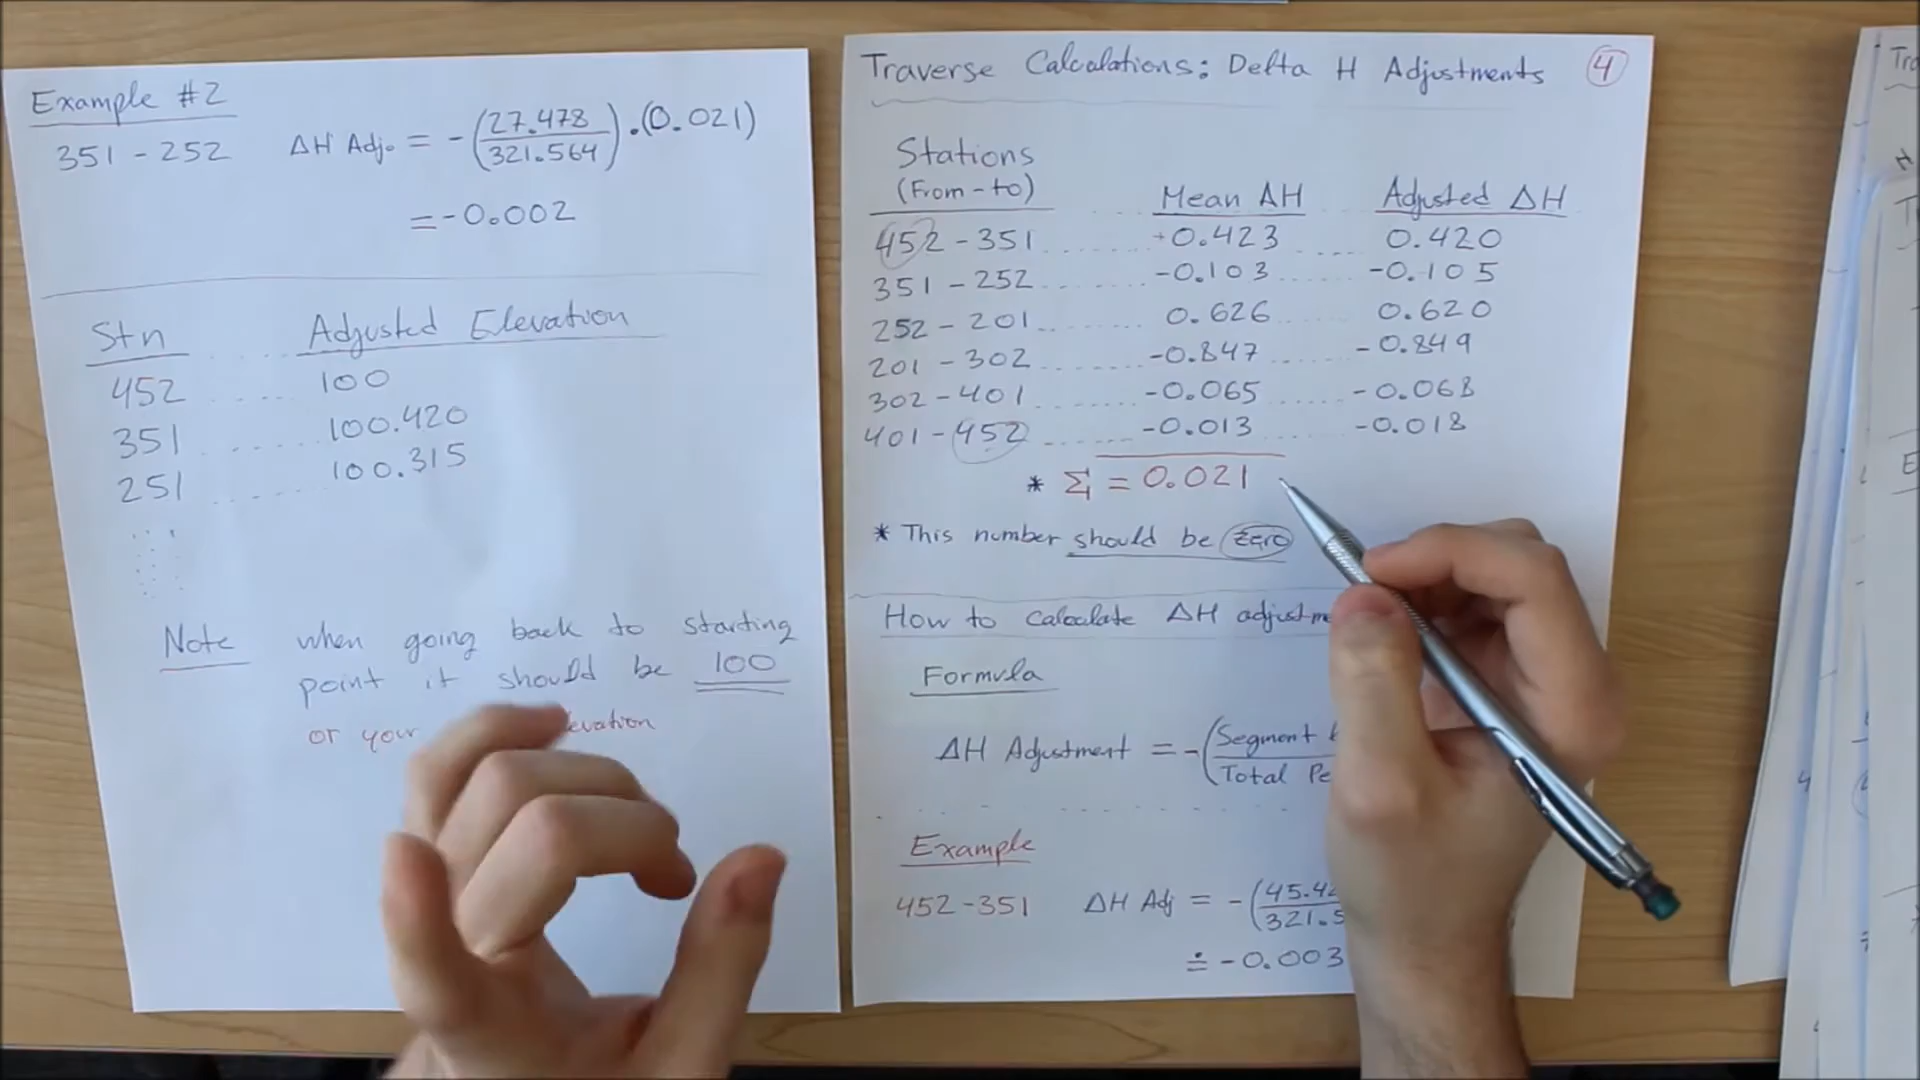 Example #2
351 - 252 ΔH Adj. = -(27.478/321.564).(0.021)
= -0.002
Stn Adjusted Elevation
452 100
351 100.420
251 100.315
Note when going back to starting
point it should be 100
or your
Traverse Calculations: Delta H Adjustments 4
Stations
(From - to) Mean ΔH Adjusted ΔH
452 - 351 +0.423 0.420
351 - 252 -0.103 -0.105
252 - 201 0.626 0.620
201 - 302 -0.847 -0.849
302 - 401 -0.065 -0.068
401 - 452 -0.013 -0.018
* Σ = 0.021
* This number should be zero
How to calculate ΔH
Formula
ΔH Adjustment = -(Segment
Total
Example
452 - 351 ΔH Adj = -(45.4
321.5
≐ -0.003